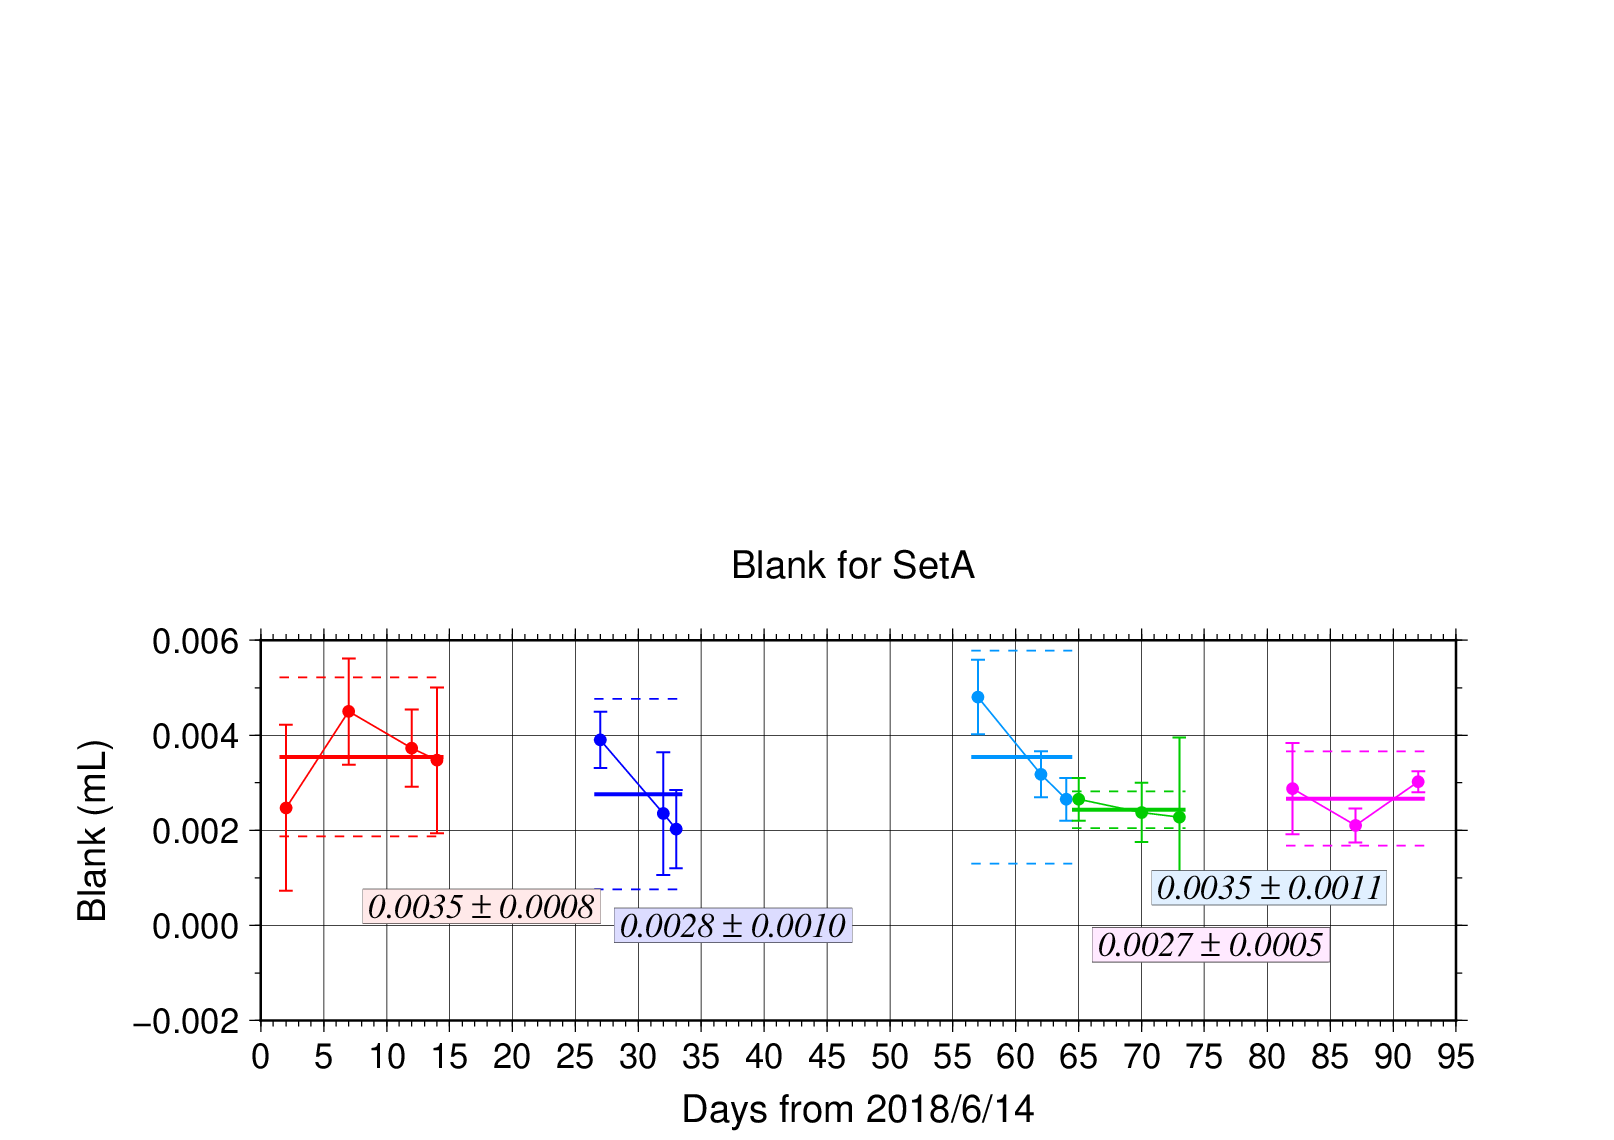 Blank for SetA
0.006
0.004
0.002
0.000
−0.002
Blank (mL)
0.0035 ± 0.0008
0.0028 ± 0.0010
0.0035 ± 0.0011
0.0027 ± 0.0005
0 5 10 15 20 25 30 35 40 45 50 55 60 65 70 75 80 85 90 95
Days from 2018/6/14